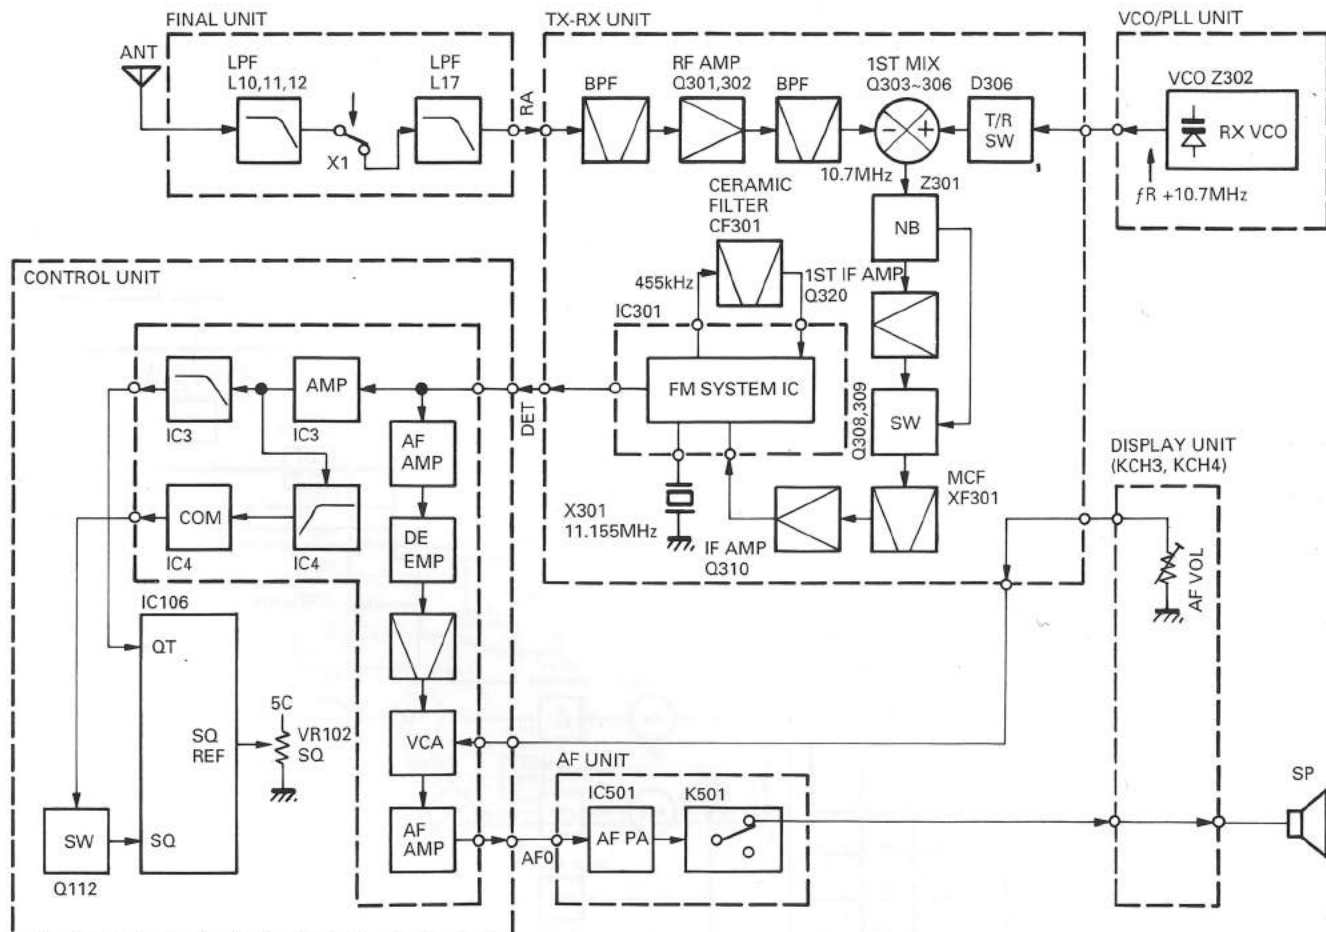 FINAL UNIT
TX-RX UNIT
VCO/PLL UNIT
ANT
LPF
L10,11,12
LPF
L17
X1
RA
BPF
RF AMP
Q301,302
BPF
1ST MIX
Q303~306
D306
T/R
SW
VCO Z302
RX VCO
ƒR +10.7MHz
10.7MHz
Z301
NB
CERAMIC
FILTER
CF301
455kHz
1ST IF AMP
Q320
IC301
FM SYSTEM IC
Q308,309
SW
MCF
XF301
X301
11.155MHz
IF AMP
Q310
CONTROL UNIT
IC3
AMP
IC3
DET
AF
AMP
COM
IC4
IC4
DE
EMP
IC106
QT
5C
VR102
SQ
SQ
REF
VCA
SW
Q112
SQ
AF
AMP
AF0
AF UNIT
IC501
AF PA
K501
DISPLAY UNIT
(KCH3, KCH4)
AF VOL
SP